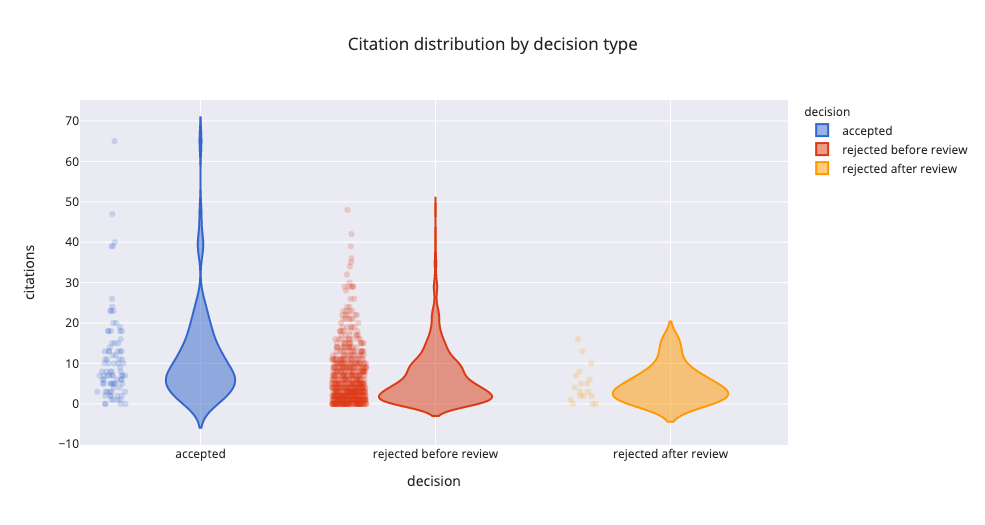 Citation distribution by decision type
decision
accepted
rejected before review
rejected after review
70
60
50
40
30
20
10
0
−10
citations
accepted
rejected before review
rejected after review
decision